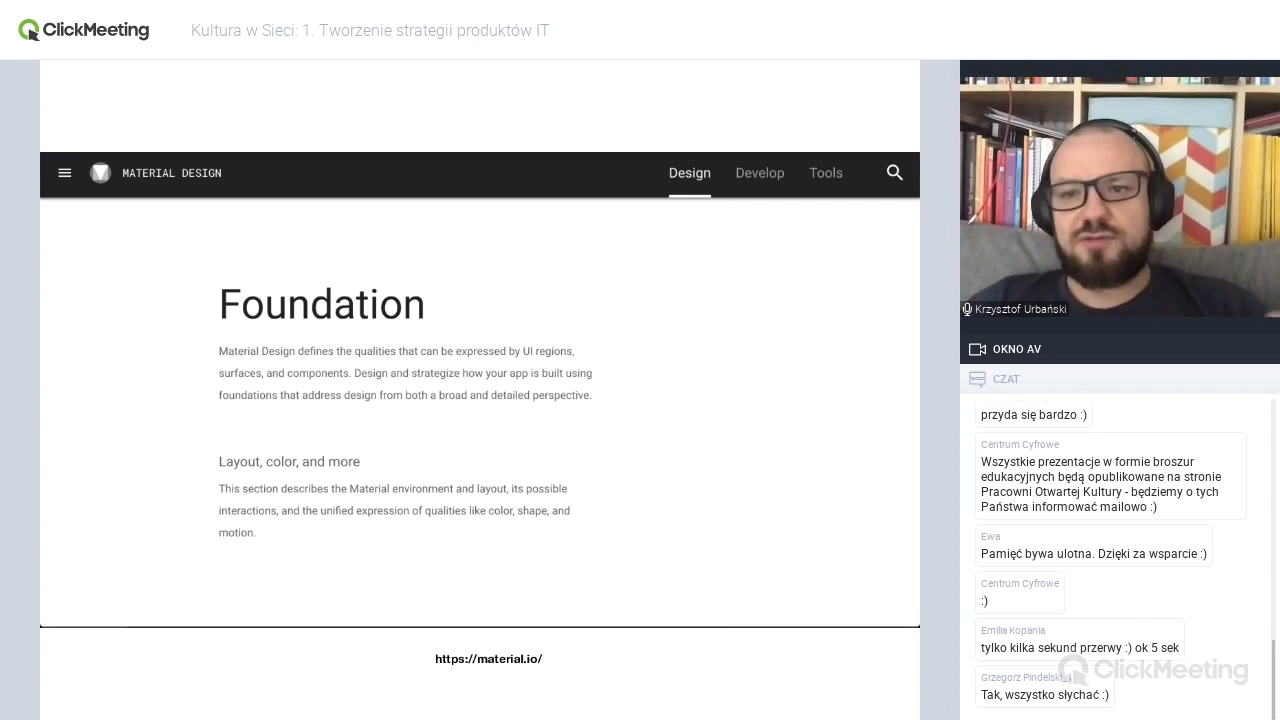 ClickMeeting
Kultura w Sieci: 1. Tworzenie strategii produktów IT
MATERIAL DESIGN
Design
Develop
Tools
Foundation
Material Design defines the qualities that can be expressed by UI regions,
surfaces, and components. Design and strategize how your app is built using
foundations that address design from both a broad and detailed perspective.
Layout, color, and more
This section describes the Material environment and layout, its possible
interactions, and the unified expression of qualities like color, shape, and
motion.
https://material.io/
Krzysztof Urbański
OKNO AV
CZAT
przyda się bardzo :)
Centrum Cyfrowe
Wszystkie prezentacje w formie broszur
edukacyjnych będą opublikowane na stronie
Pracowni Otwartej Kultury - będziemy o tych
Państwa informować mailowo :)
Ewa
Pamięć bywa ulotna. Dzięki za wsparcie :)
Centrum Cyfrowe
:)
Emilia Kopania
tylko kilka sekund przerwy :) ok 5 sek
Grzegorz Pindelski_
Tak, wszystko słychać :)
ClickMeeting